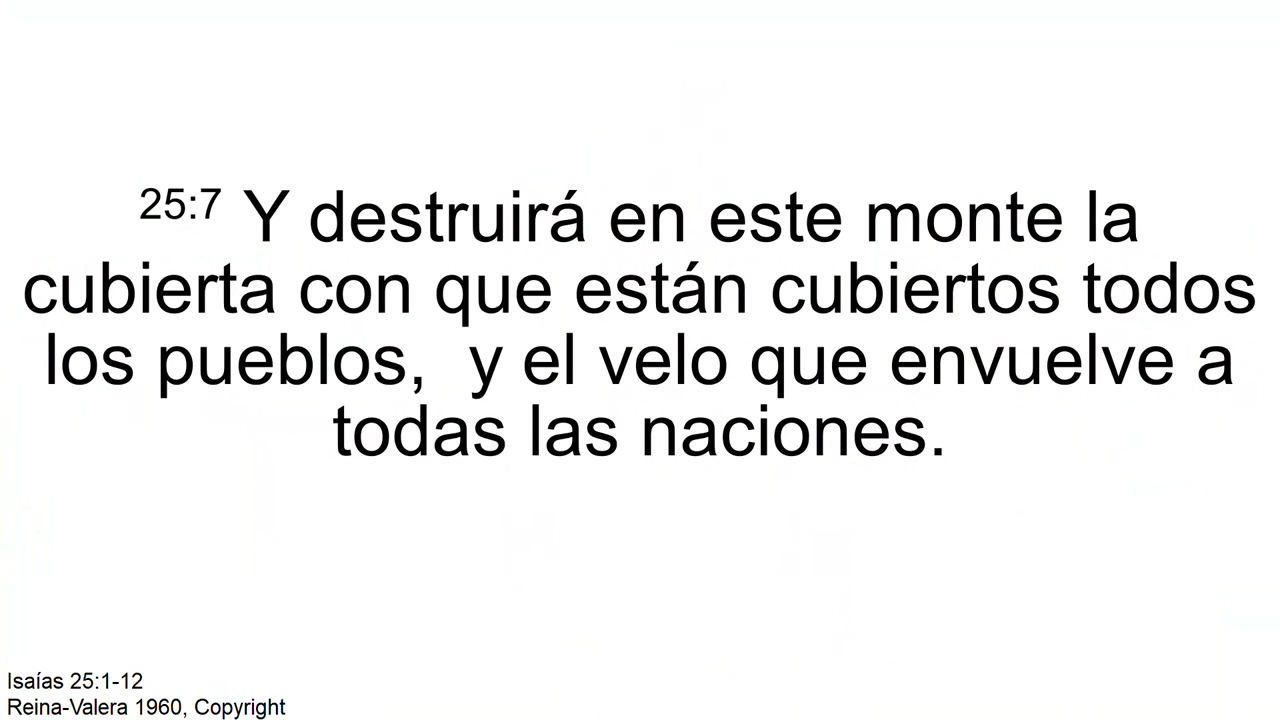 25:7 Y destruirá en este monte la
cubierta con que están cubiertos todos
los pueblos,  y el velo que envuelve a
todas las naciones.
Isaías 25:1-12
Reina-Valera 1960, Copyright